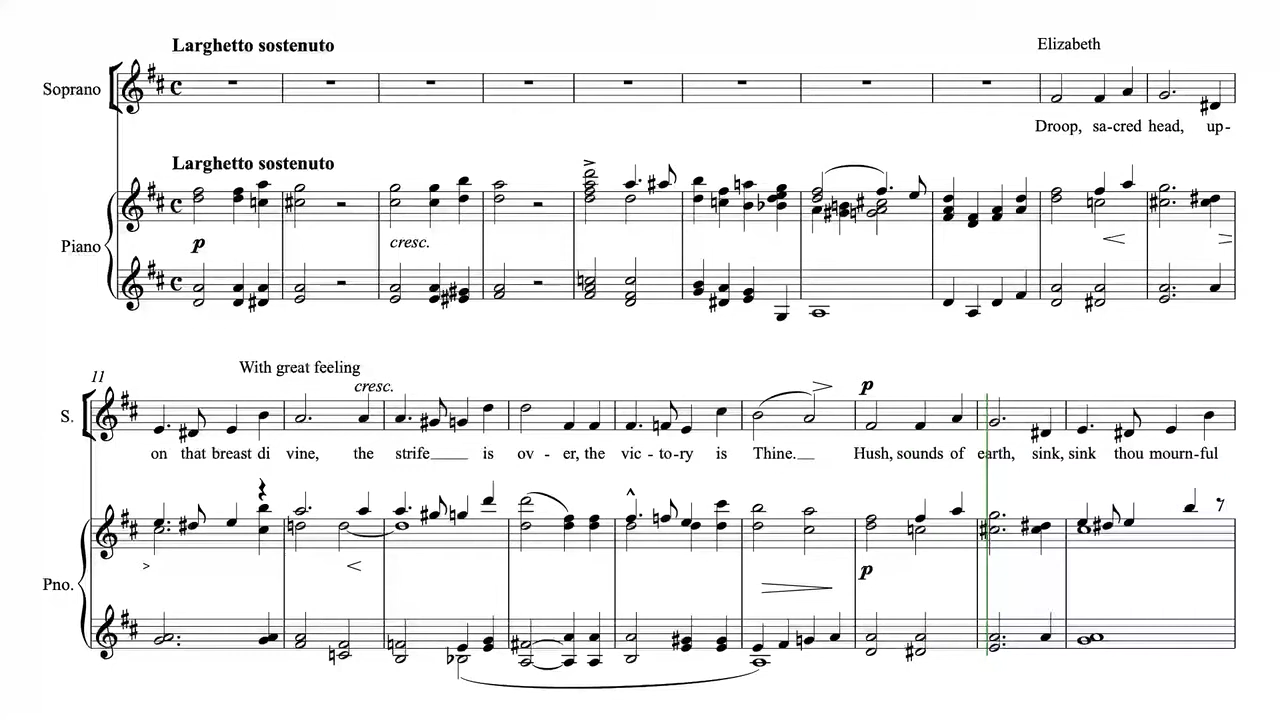 Larghetto sostenuto
Elizabeth
Soprano
Droop, sa-cred head, up-
Larghetto sostenuto
Piano
p
cresc.
11
With great feeling
cresc.
p
S.
on that breast di vine, the strife is ov - er, the vic - to-ry is Thine. Hush, sounds of earth, sink, sink thou mourn-ful
Pno.
p